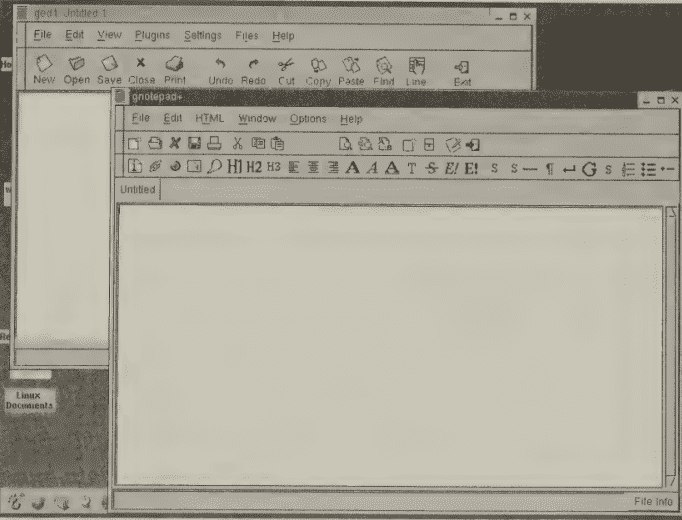 ged1 Untitled 1
File Edit View Plugins Settings Files Help
New Open Save Close Print Undo Redo Cut Copy Paste Find Line Exit
gnotepad+
File Edit HTML Window Options Help
H1 H2 H3 A A A T S E! E! S S ¶ G S
Untitled
Linux
Documents
File Info